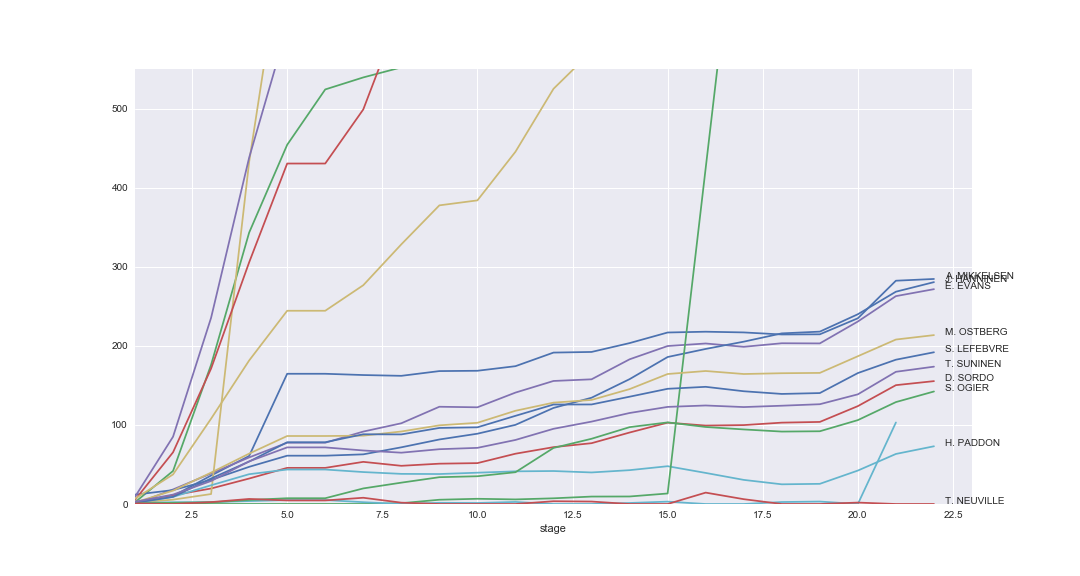 500
400
300
200
100
0
2.5
5.0
7.5
10.0
12.5
15.0
17.5
20.0
22.5
stage
A. MIKKELSEN
J. HANNINEN
E. EVANS
M. OSTBERG
S. LEFEBVRE
T. SUNINEN
D. SORDO
S. OGIER
H. PADDON
T. NEUVILLE